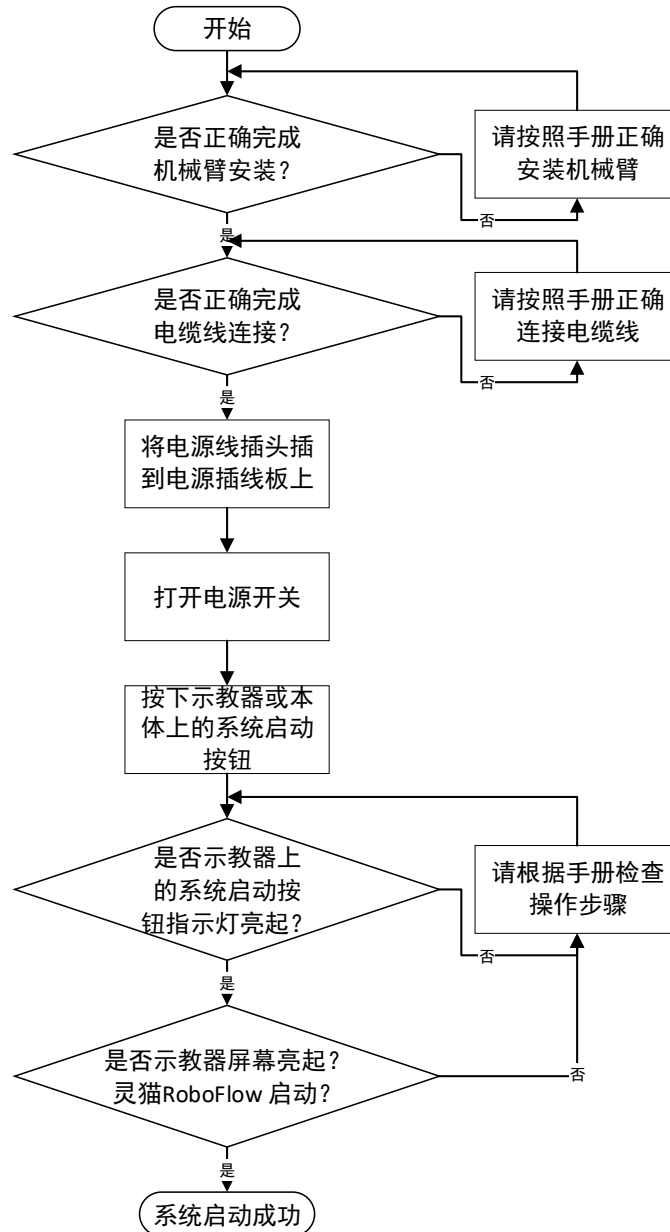 开始
是否正确完成
机械臂安装？
请按照手册正确
安装机械臂
否
是
是否正确完成
电缆线连接？
请按照手册正确
连接电缆线
否
是
将电源线插头插
到电源插线板上
打开电源开关
按下示教器或本
体上的系统启动
按钮
是否示教器上
的系统启动按
钮指示灯亮起？
请根据手册检查
操作步骤
否
是
是否示教器屏幕亮起？
灵猫RoboFlow 启动？
否
是
系统启动成功